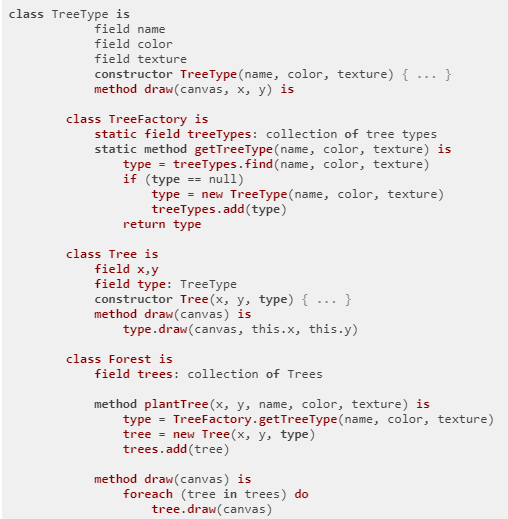 class TreeType is
field name
field color
field texture
constructor TreeType(name, color, texture) { ... }
method draw(canvas, x, y) is
class TreeFactory is
static field treeTypes: collection of tree types
static method getTreeType(name, color, texture) is
type = treeTypes.find(name, color, texture)
if (type == null)
type = new TreeType(name, color, texture)
treeTypes.add(type)
return type
class Tree is
field x,y
field type: TreeType
constructor Tree(x, y, type) { ... }
method draw(canvas) is
type.draw(canvas, this.x, this.y)
class Forest is
field trees: collection of Trees
method plantTree(x, y, name, color, texture) is
type = TreeFactory.getTreeType(name, color, texture)
tree = new Tree(x, y, type)
trees.add(tree)
method draw(canvas) is
foreach (tree in trees) do
tree.draw(canvas)